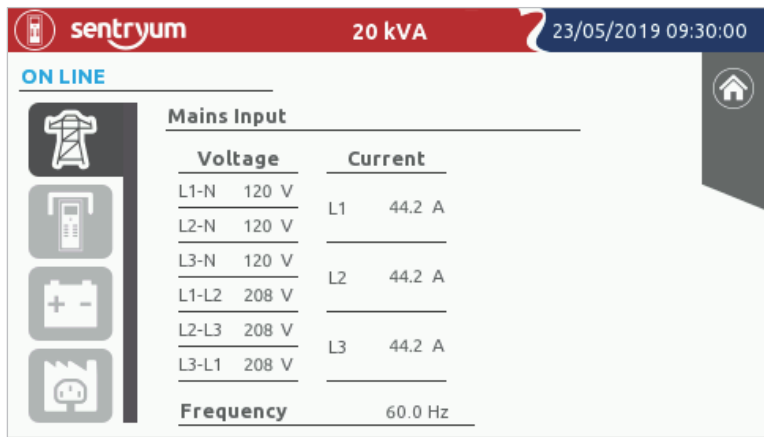 sentryum 20 kVA 23/05/2019 09:30:00
ON LINE
Mains Input
Voltage Current
L1-N 120 V
L1 44.2 A
L2-N 120 V
L3-N 120 V
L2 44.2 A
L1-L2 208 V
L2-L3 208 V
L3 44.2 A
L3-L1 208 V
Frequency 60.0 Hz